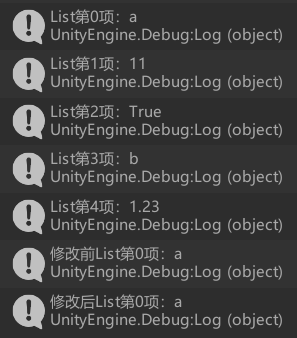 List第0项：a
UnityEngine.Debug:Log (object)
List第1项：11
UnityEngine.Debug:Log (object)
List第2项：True
UnityEngine.Debug:Log (object)
List第3项：b
UnityEngine.Debug:Log (object)
List第4项：1.23
UnityEngine.Debug:Log (object)
修改前List第0项：a
UnityEngine.Debug:Log (object)
修改后List第0项：a
UnityEngine.Debug:Log (object)